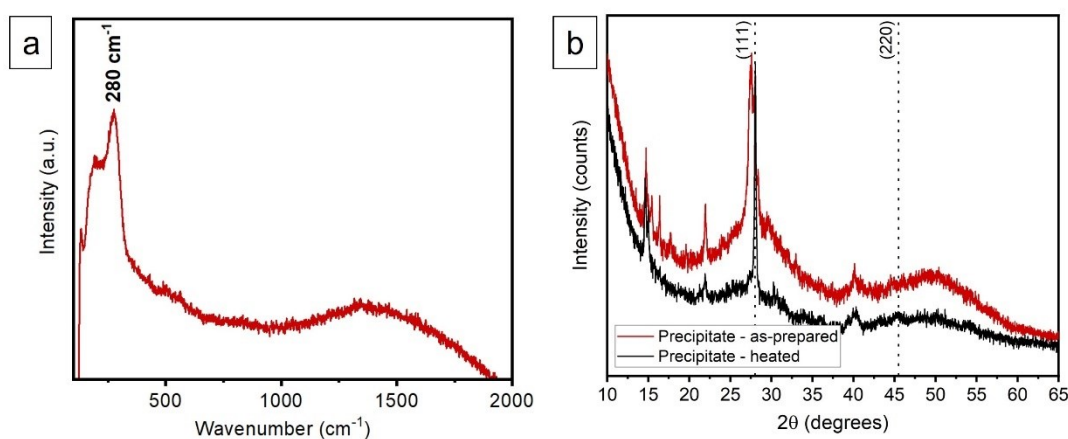 a
280 cm⁻¹
Intensity (a.u.)
500
1000
1500
2000
Wavenumber (cm⁻¹)
b
(111)
(220)
Intensity (counts)
Precipitate - as-prepared
Precipitate - heated
10 15 20 25 30 35 40 45 50 55 60 65
2θ (degrees)